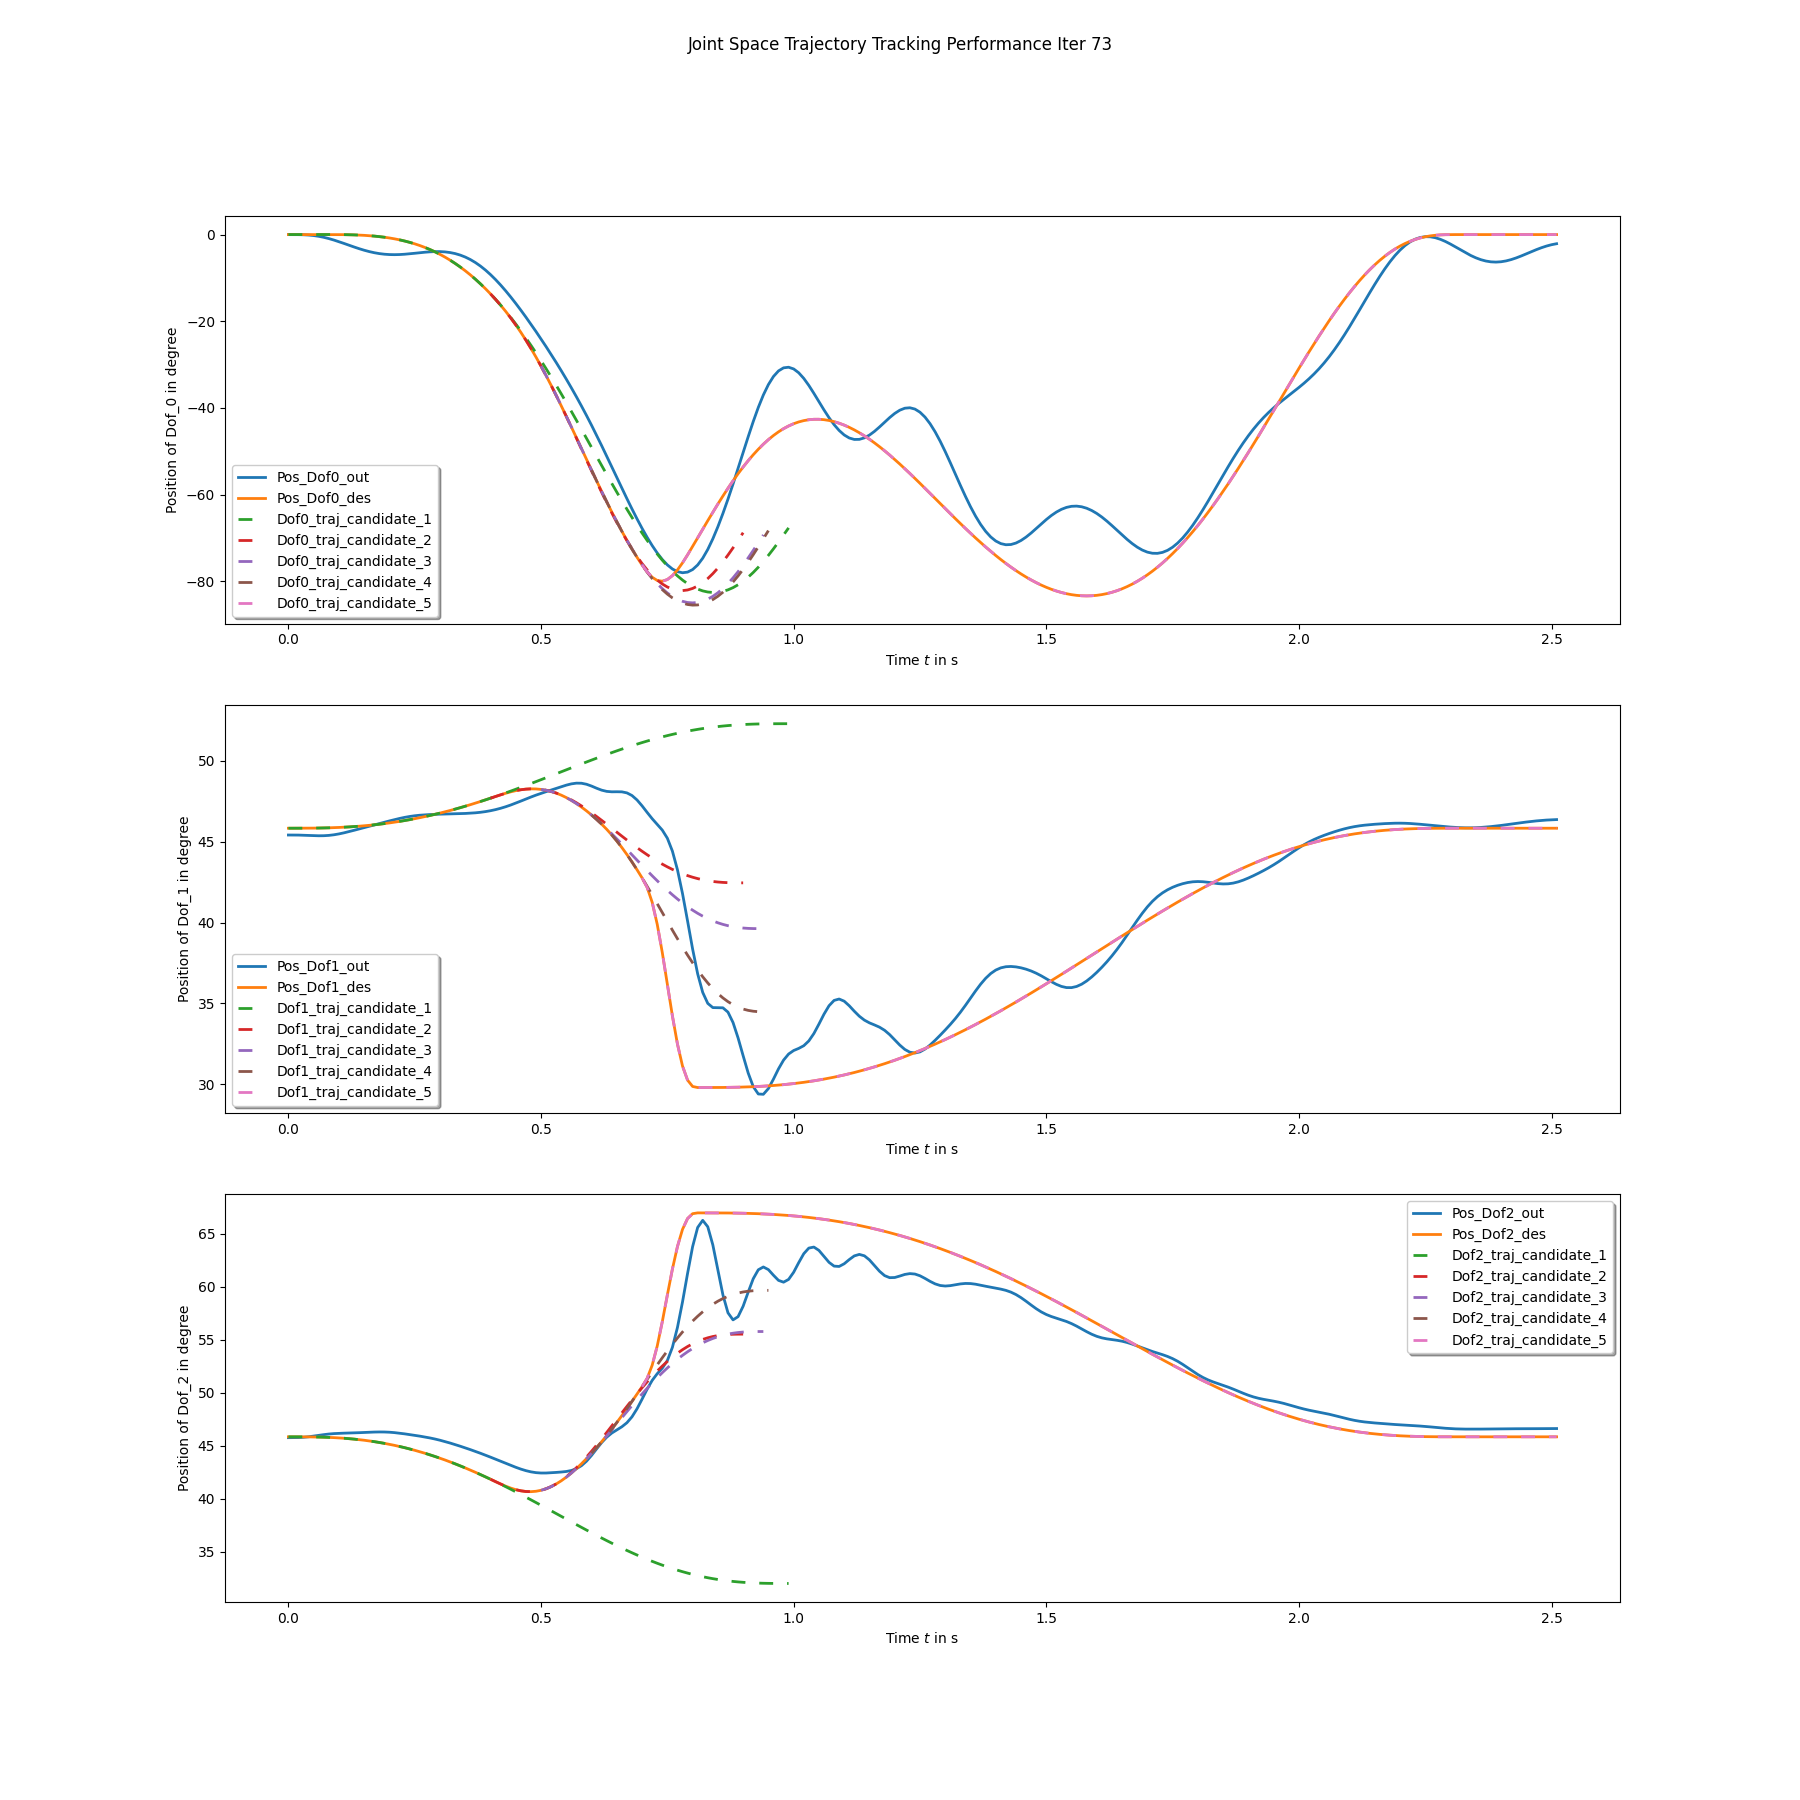 Joint Space Trajectory Tracking Performance Iter 73
Position of Dof_0 in degree
0
−20
−40
−60
−80
Pos_Dof0_out
Pos_Dof0_des
Dof0_traj_candidate_1
Dof0_traj_candidate_2
Dof0_traj_candidate_3
Dof0_traj_candidate_4
Dof0_traj_candidate_5
0.0 0.5 1.0 1.5 2.0 2.5
Time t in s
Position of Dof_1 in degree
50
45
40
35
30
Pos_Dof1_out
Pos_Dof1_des
Dof1_traj_candidate_1
Dof1_traj_candidate_2
Dof1_traj_candidate_3
Dof1_traj_candidate_4
Dof1_traj_candidate_5
0.0 0.5 1.0 1.5 2.0 2.5
Time t in s
Position of Dof_2 in degree
65
60
55
50
45
40
35
Pos_Dof2_out
Pos_Dof2_des
Dof2_traj_candidate_1
Dof2_traj_candidate_2
Dof2_traj_candidate_3
Dof2_traj_candidate_4
Dof2_traj_candidate_5
0.0 0.5 1.0 1.5 2.0 2.5
Time t in s